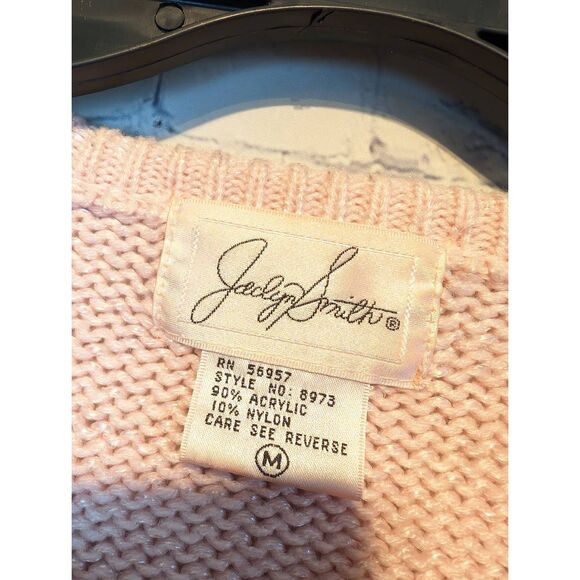 Jaclyn Smith®
RN 56957
STYLE NO: 8973
90% ACRYLIC
10% NYLON
CARE SEE REVERSE
M